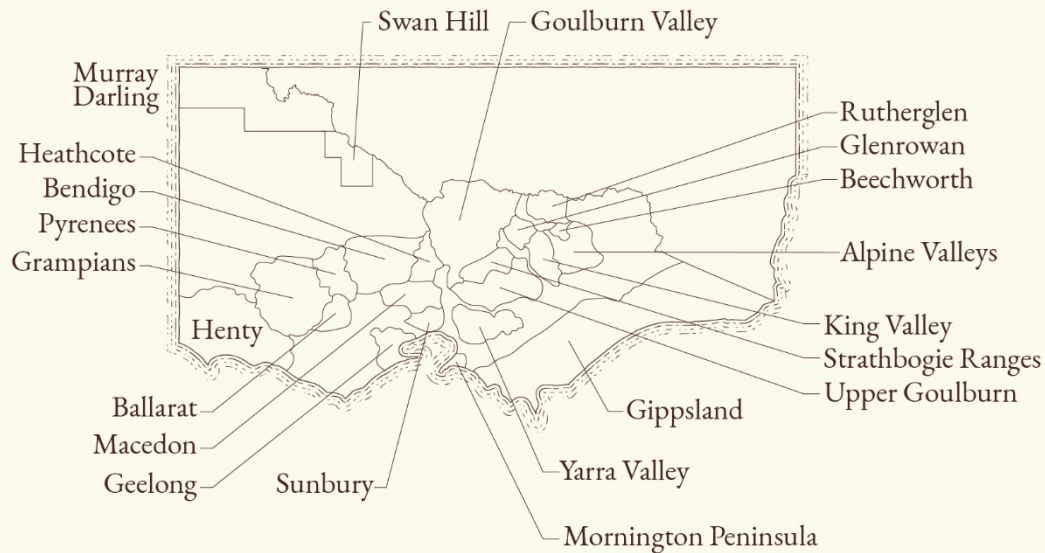 Swan Hill
Goulburn Valley
Murray
Darling
Rutherglen
Glenrowan
Beechworth
Heathcote
Bendigo
Pyrenees
Grampians
Alpine Valleys
Henty
King Valley
Strathbogie Ranges
Upper Goulburn
Ballarat
Macedon
Geelong
Gippsland
Sunbury
Yarra Valley
Mornington Peninsula